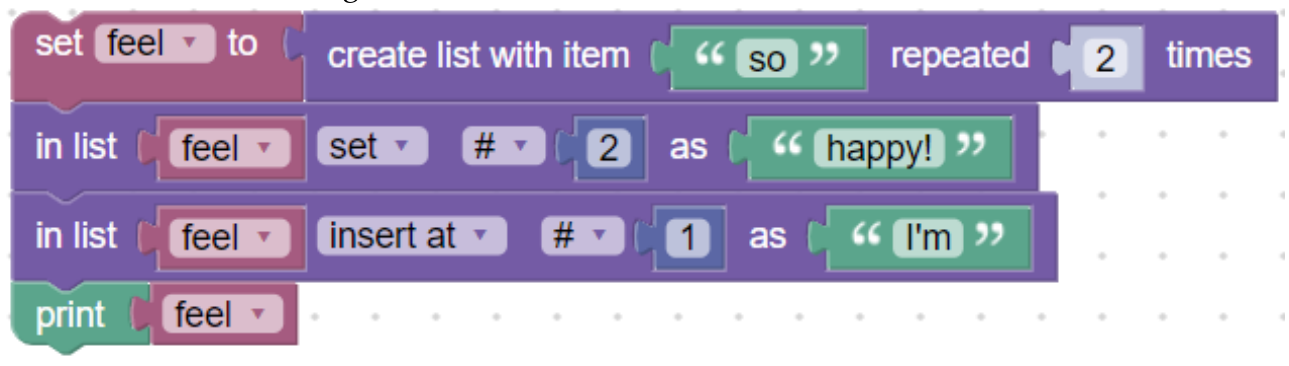 set feel to create list with item “ so ” repeated 2 times
in list feel set # 2 as “ happy! ”
in list feel insert at # 1 as “ I'm ”
print feel